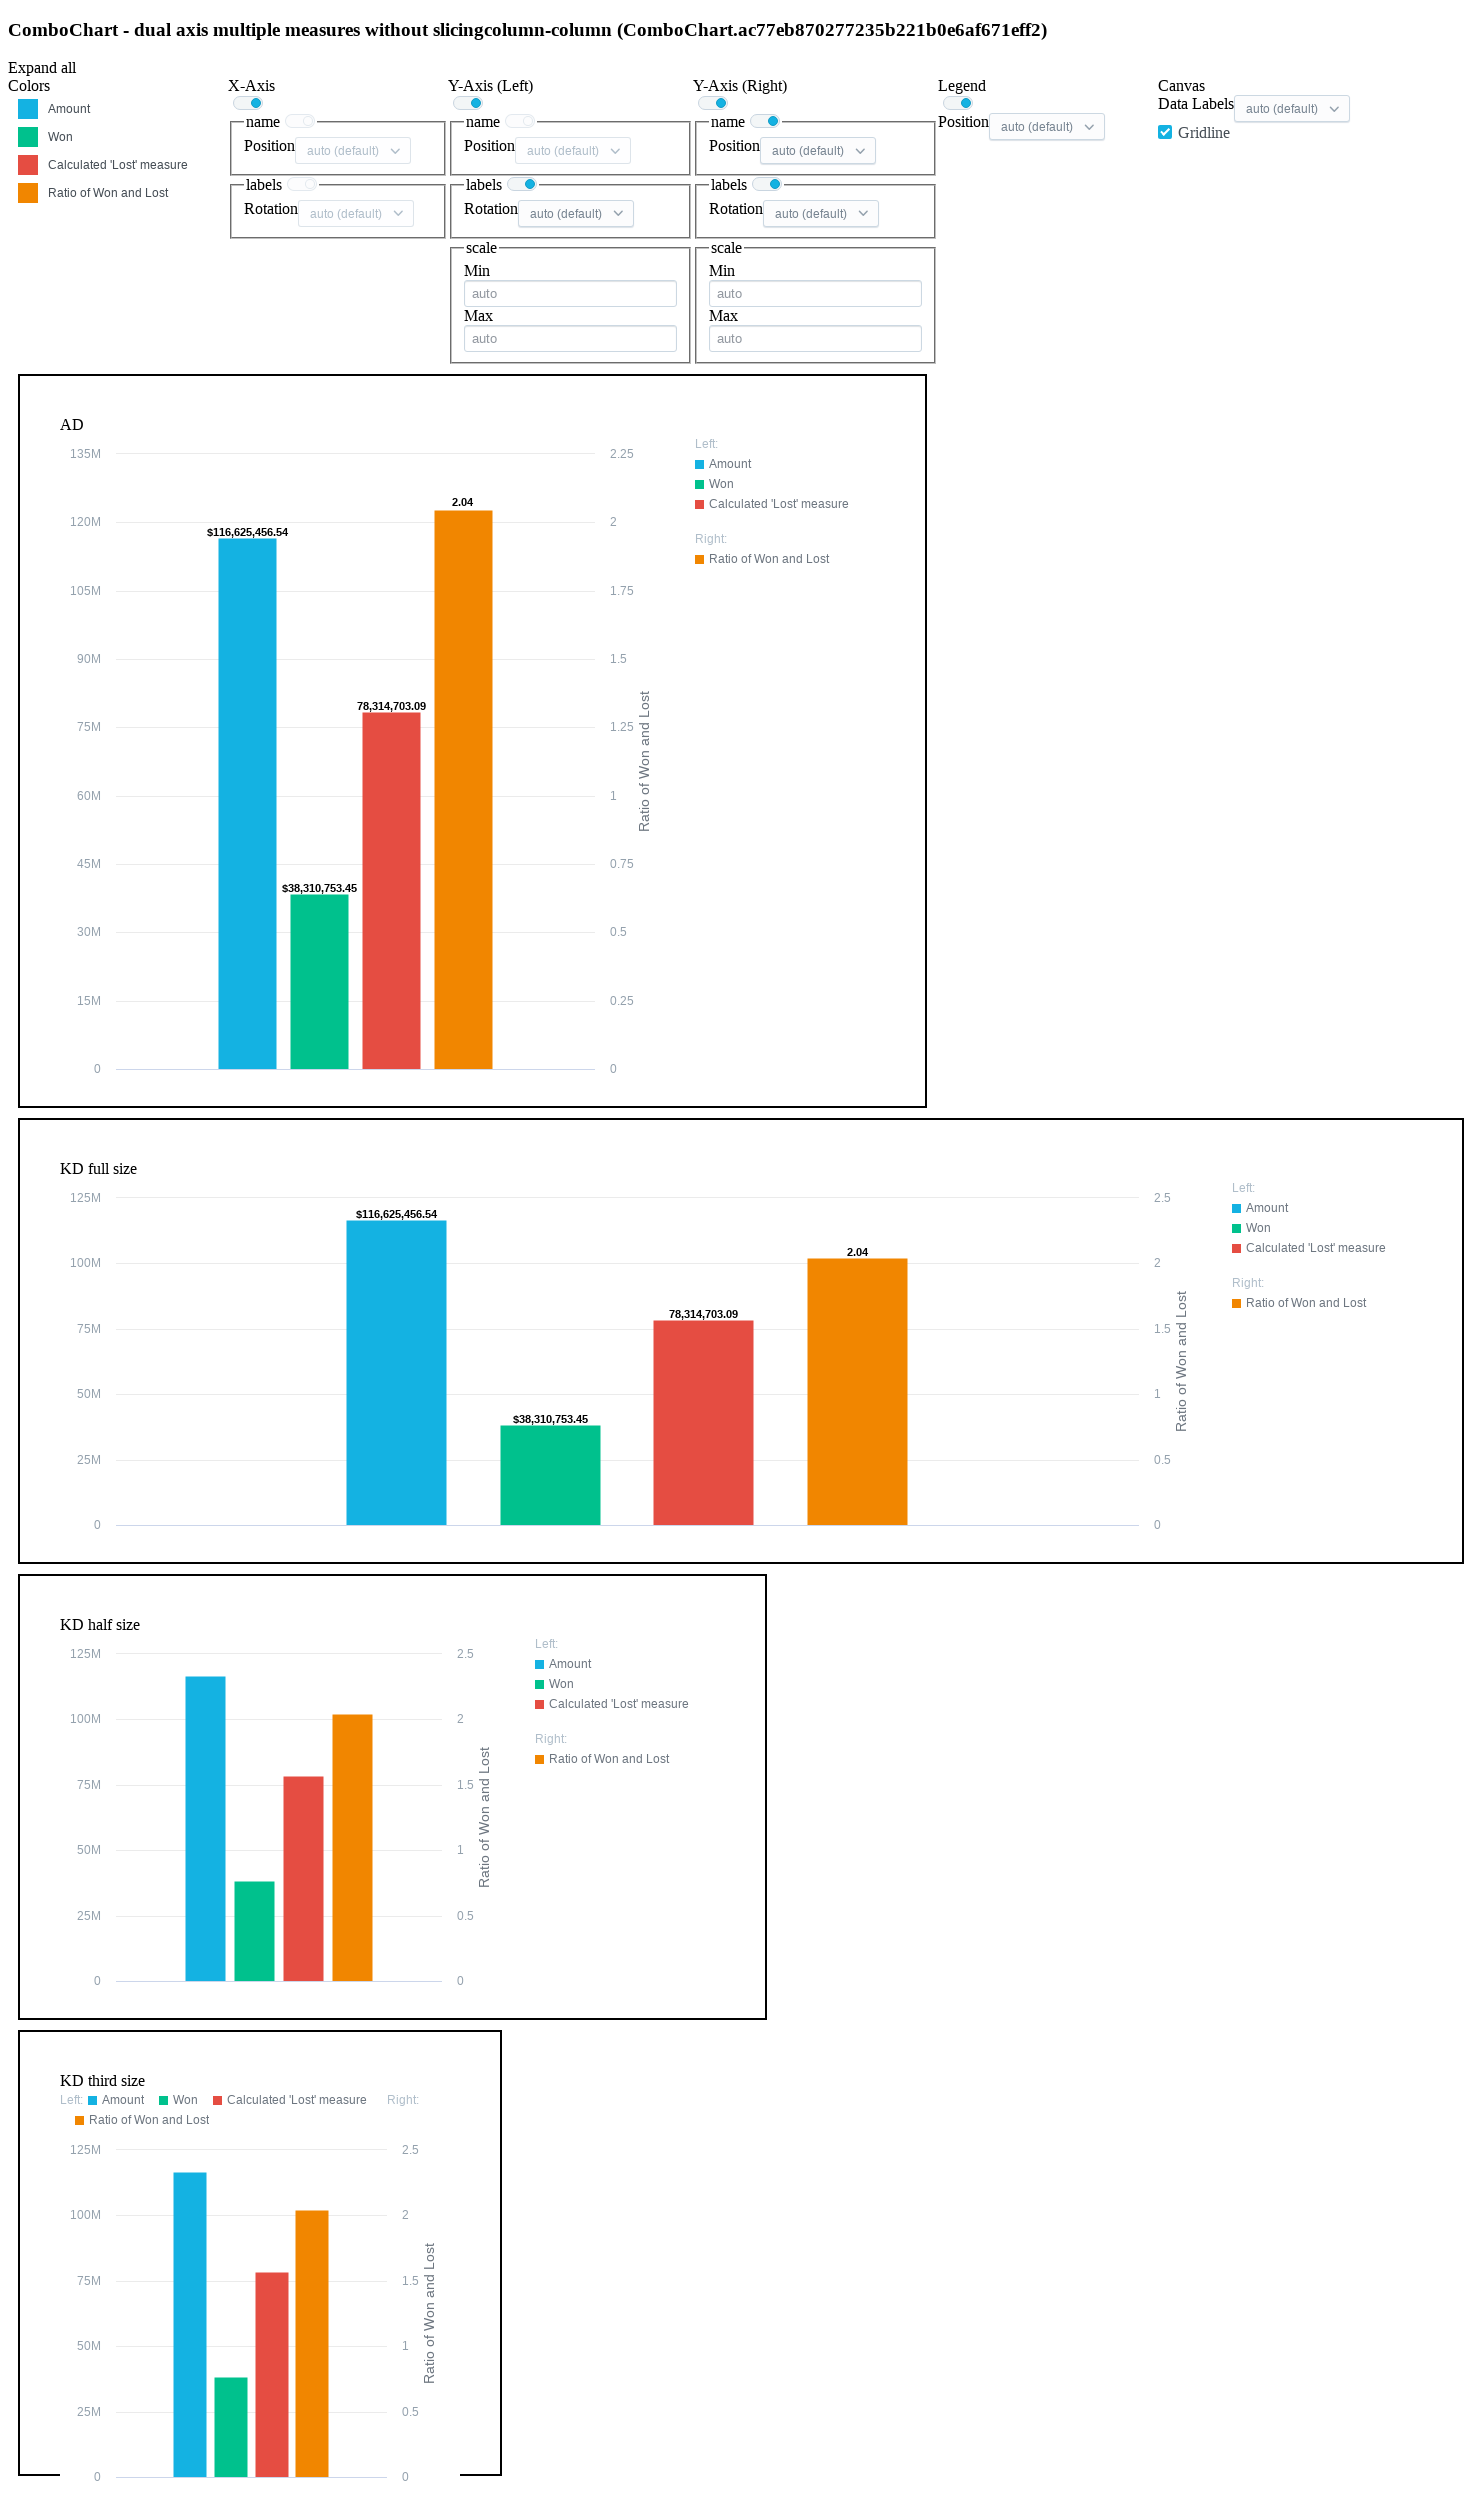 ComboChart - dual axis multiple measures without slicingcolumn-column (ComboChart.ac77eb870277235b221b0e6af671eff2)
Expand all
Colors
Amount
Won
Calculated 'Lost' measure
Ratio of Won and Lost
X-Axis
name
Position auto (default)
labels
Rotation auto (default)
Y-Axis (Left)
name
Position auto (default)
labels
Rotation auto (default)
scale
Min
auto
Max
auto
Y-Axis (Right)
name
Position auto (default)
labels
Rotation auto (default)
scale
Min
auto
Max
auto
Legend
Position auto (default)
Canvas
Data Labels auto (default)
Gridline
AD
135M
120M
105M
90M
75M
60M
45M
30M
15M
0
$116,625,456.54
$38,310,753.45
78,314,703.09
2.04
2.25
2
1.75
1.5
1.25
1
0.75
0.5
0.25
0
Ratio of Won and Lost
Left:
Amount
Won
Calculated 'Lost' measure
Right:
Ratio of Won and Lost
KD full size
125M
100M
75M
50M
25M
0
$116,625,456.54
$38,310,753.45
78,314,703.09
2.04
2.5
2
1.5
1
0.5
0
Ratio of Won and Lost
Left:
Amount
Won
Calculated 'Lost' measure
Right:
Ratio of Won and Lost
KD half size
125M
100M
75M
50M
25M
0
2.5
2
1.5
1
0.5
0
Ratio of Won and Lost
Left:
Amount
Won
Calculated 'Lost' measure
Right:
Ratio of Won and Lost
KD third size
Left: Amount Won Calculated 'Lost' measure Right:
Ratio of Won and Lost
125M
100M
75M
50M
25M
0
2.5
2
1.5
1
0.5
0
Ratio of Won and Lost